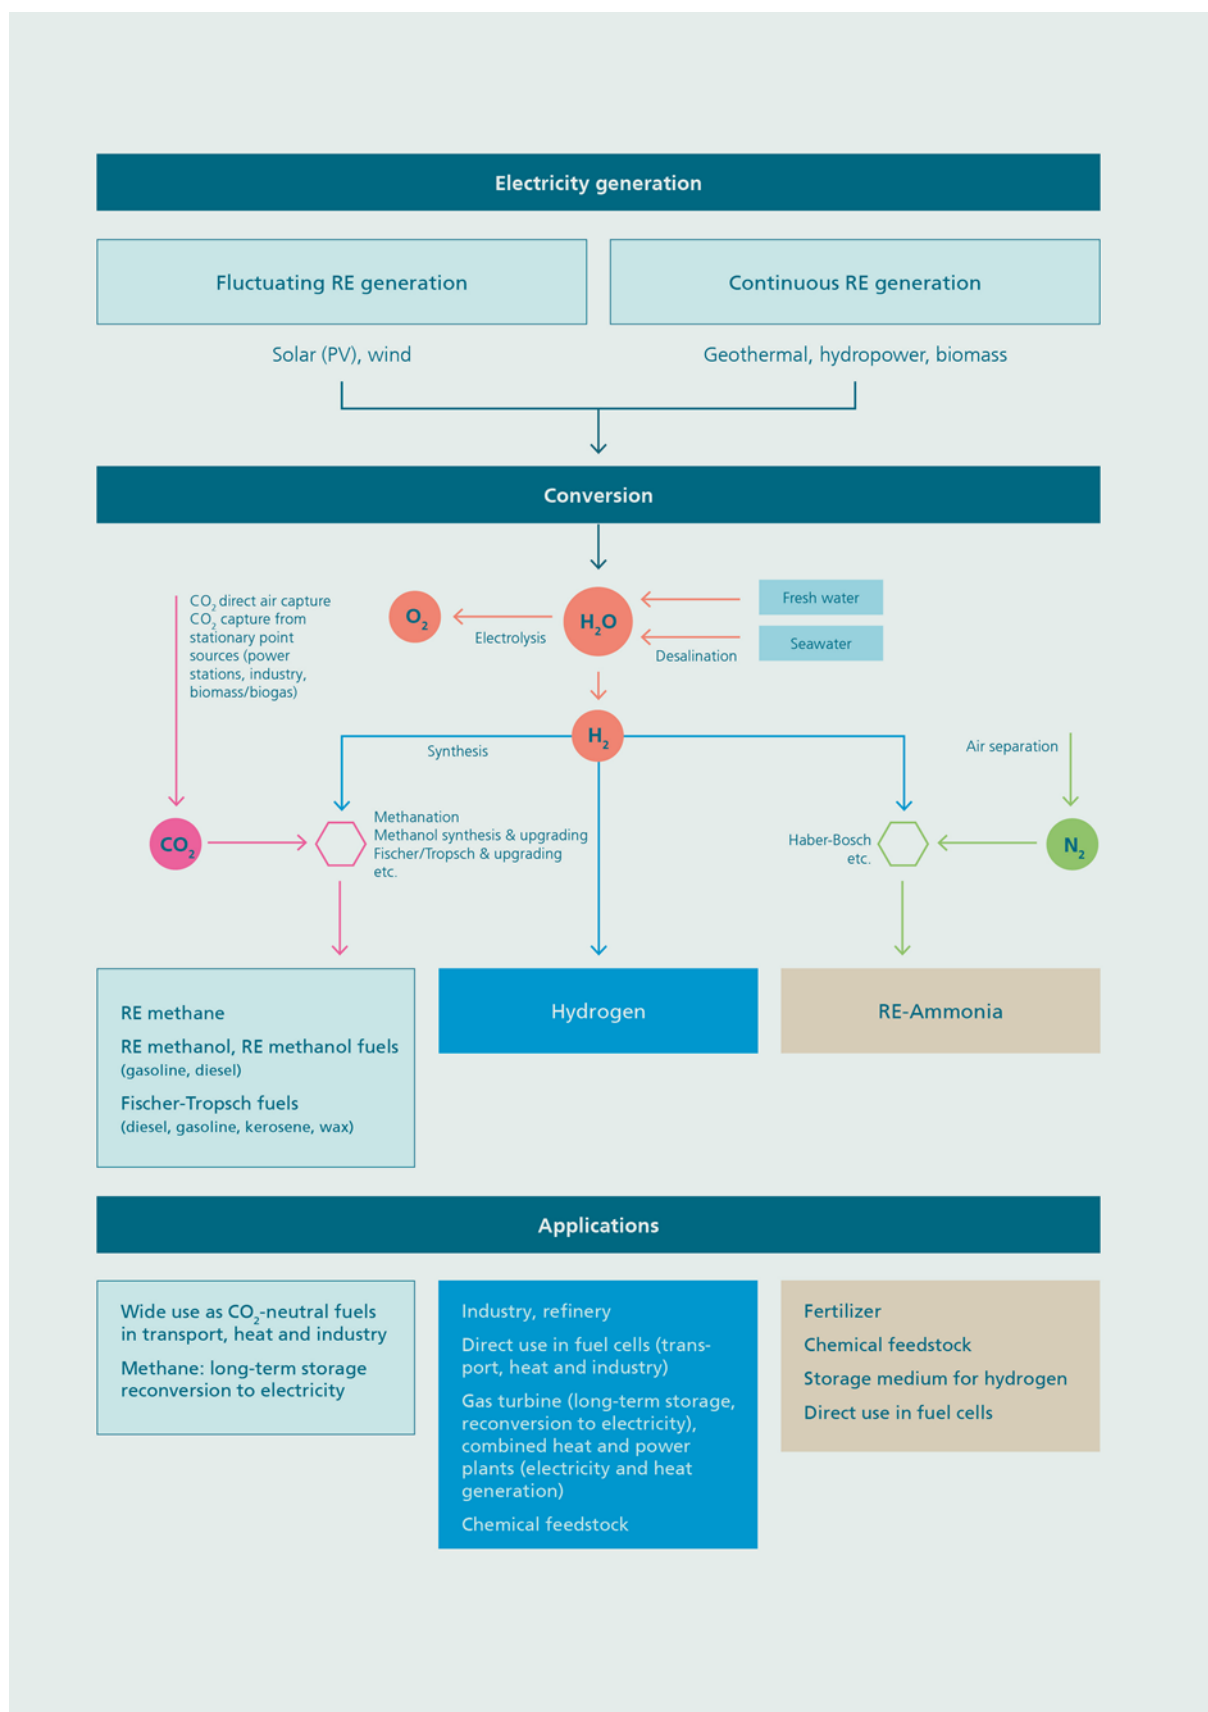 Electricity generation
Fluctuating RE generation
Continuous RE generation
Solar (PV), wind
Geothermal, hydropower, biomass
Conversion
CO₂ direct air capture
CO₂ capture from
stationary point
sources (power
stations, industry,
biomass/biogas)
O₂
Electrolysis
H₂O
Fresh water
Desalination
Seawater
H₂
Synthesis
Air separation
CO₂
Methanation
Methanol synthesis & upgrading
Fischer/Tropsch & upgrading
etc.
Haber-Bosch
etc.
N₂
RE methane
RE methanol, RE methanol fuels
(gasoline, diesel)
Fischer-Tropsch fuels
(diesel, gasoline, kerosene, wax)
Hydrogen
RE-Ammonia
Applications
Wide use as CO₂-neutral fuels
in transport, heat and industry
Methane: long-term storage
reconversion to electricity
Industry, refinery
Direct use in fuel cells (trans-
port, heat and industry)
Gas turbine (long-term storage,
reconversion to electricity),
combined heat and power
plants (electricity and heat
generation)
Chemical feedstock
Fertilizer
Chemical feedstock
Storage medium for hydrogen
Direct use in fuel cells